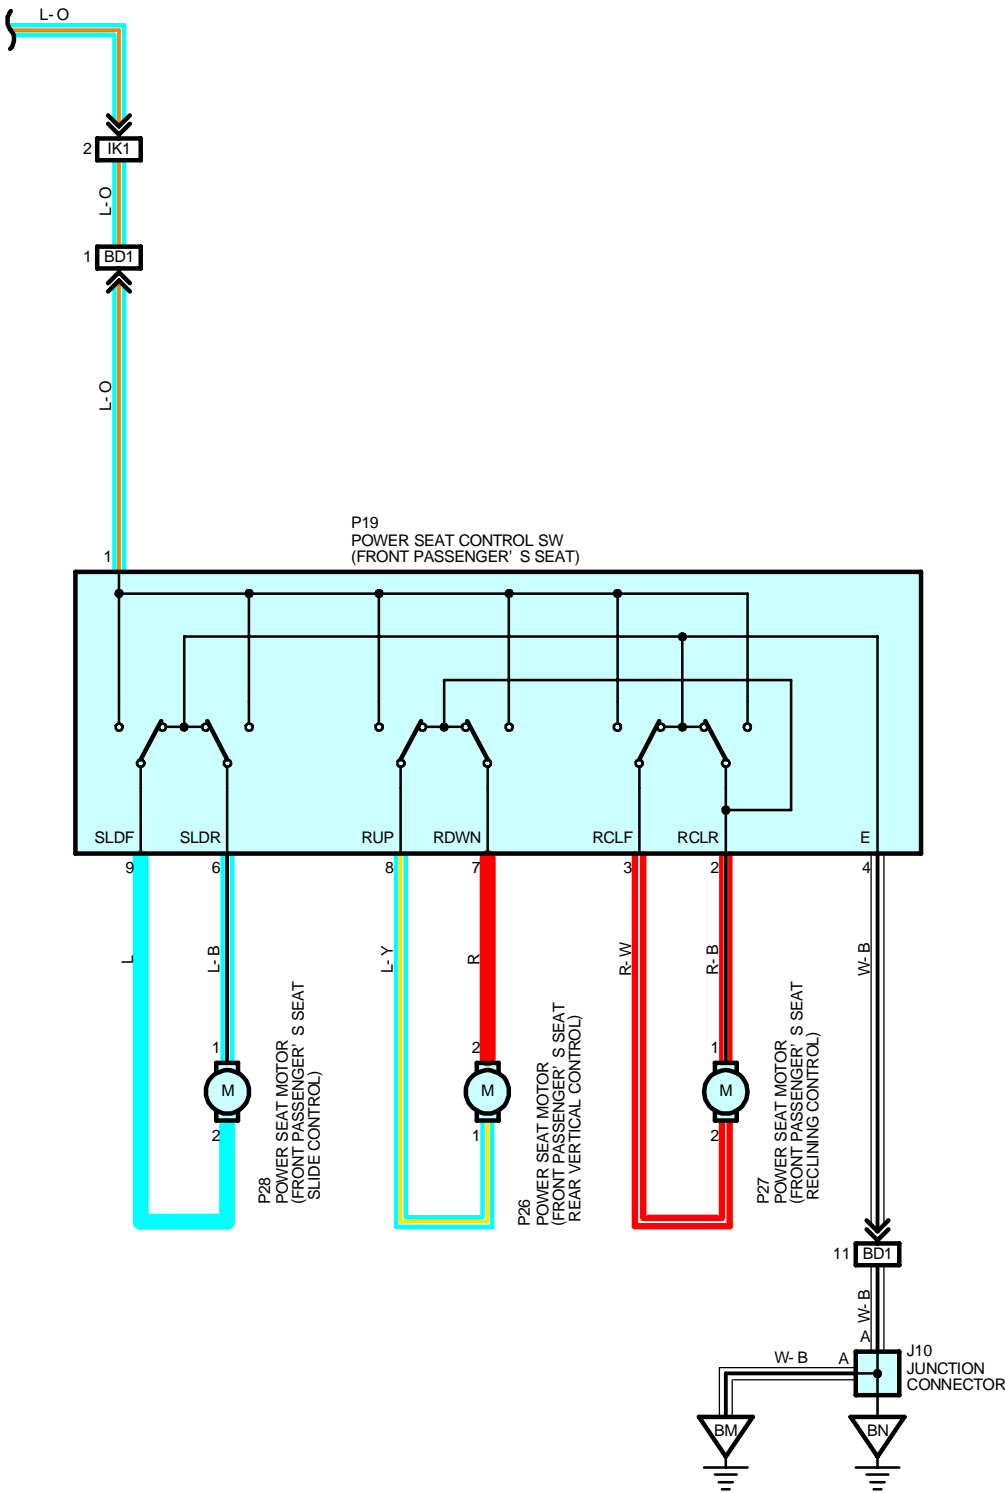 L-O
2 IK1
L-O
1 BD1
L-O
P19
POWER SEAT CONTROL SW
(FRONT PASSENGER' S SEAT)
1
SLDF SLDR RUP RDWN RCLF RCLR E
9 6 8 7 3 2 4
L L-B L-Y R R-W R-B W-B
1 2 1
M M M
2 1 2
P28
POWER SEAT MOTOR
(FRONT PASSENGER' S SEAT
SLIDE CONTROL)
P26
POWER SEAT MOTOR
(FRONT PASSENGER' S SEAT
REAR VERTICAL CONTROL)
P27
POWER SEAT MOTOR
(FRONT PASSENGER' S SEAT
RECLINING CONTROL)
11 BD1
W-B
A
W-B A
J10
JUNCTION
CONNECTOR
BM BN